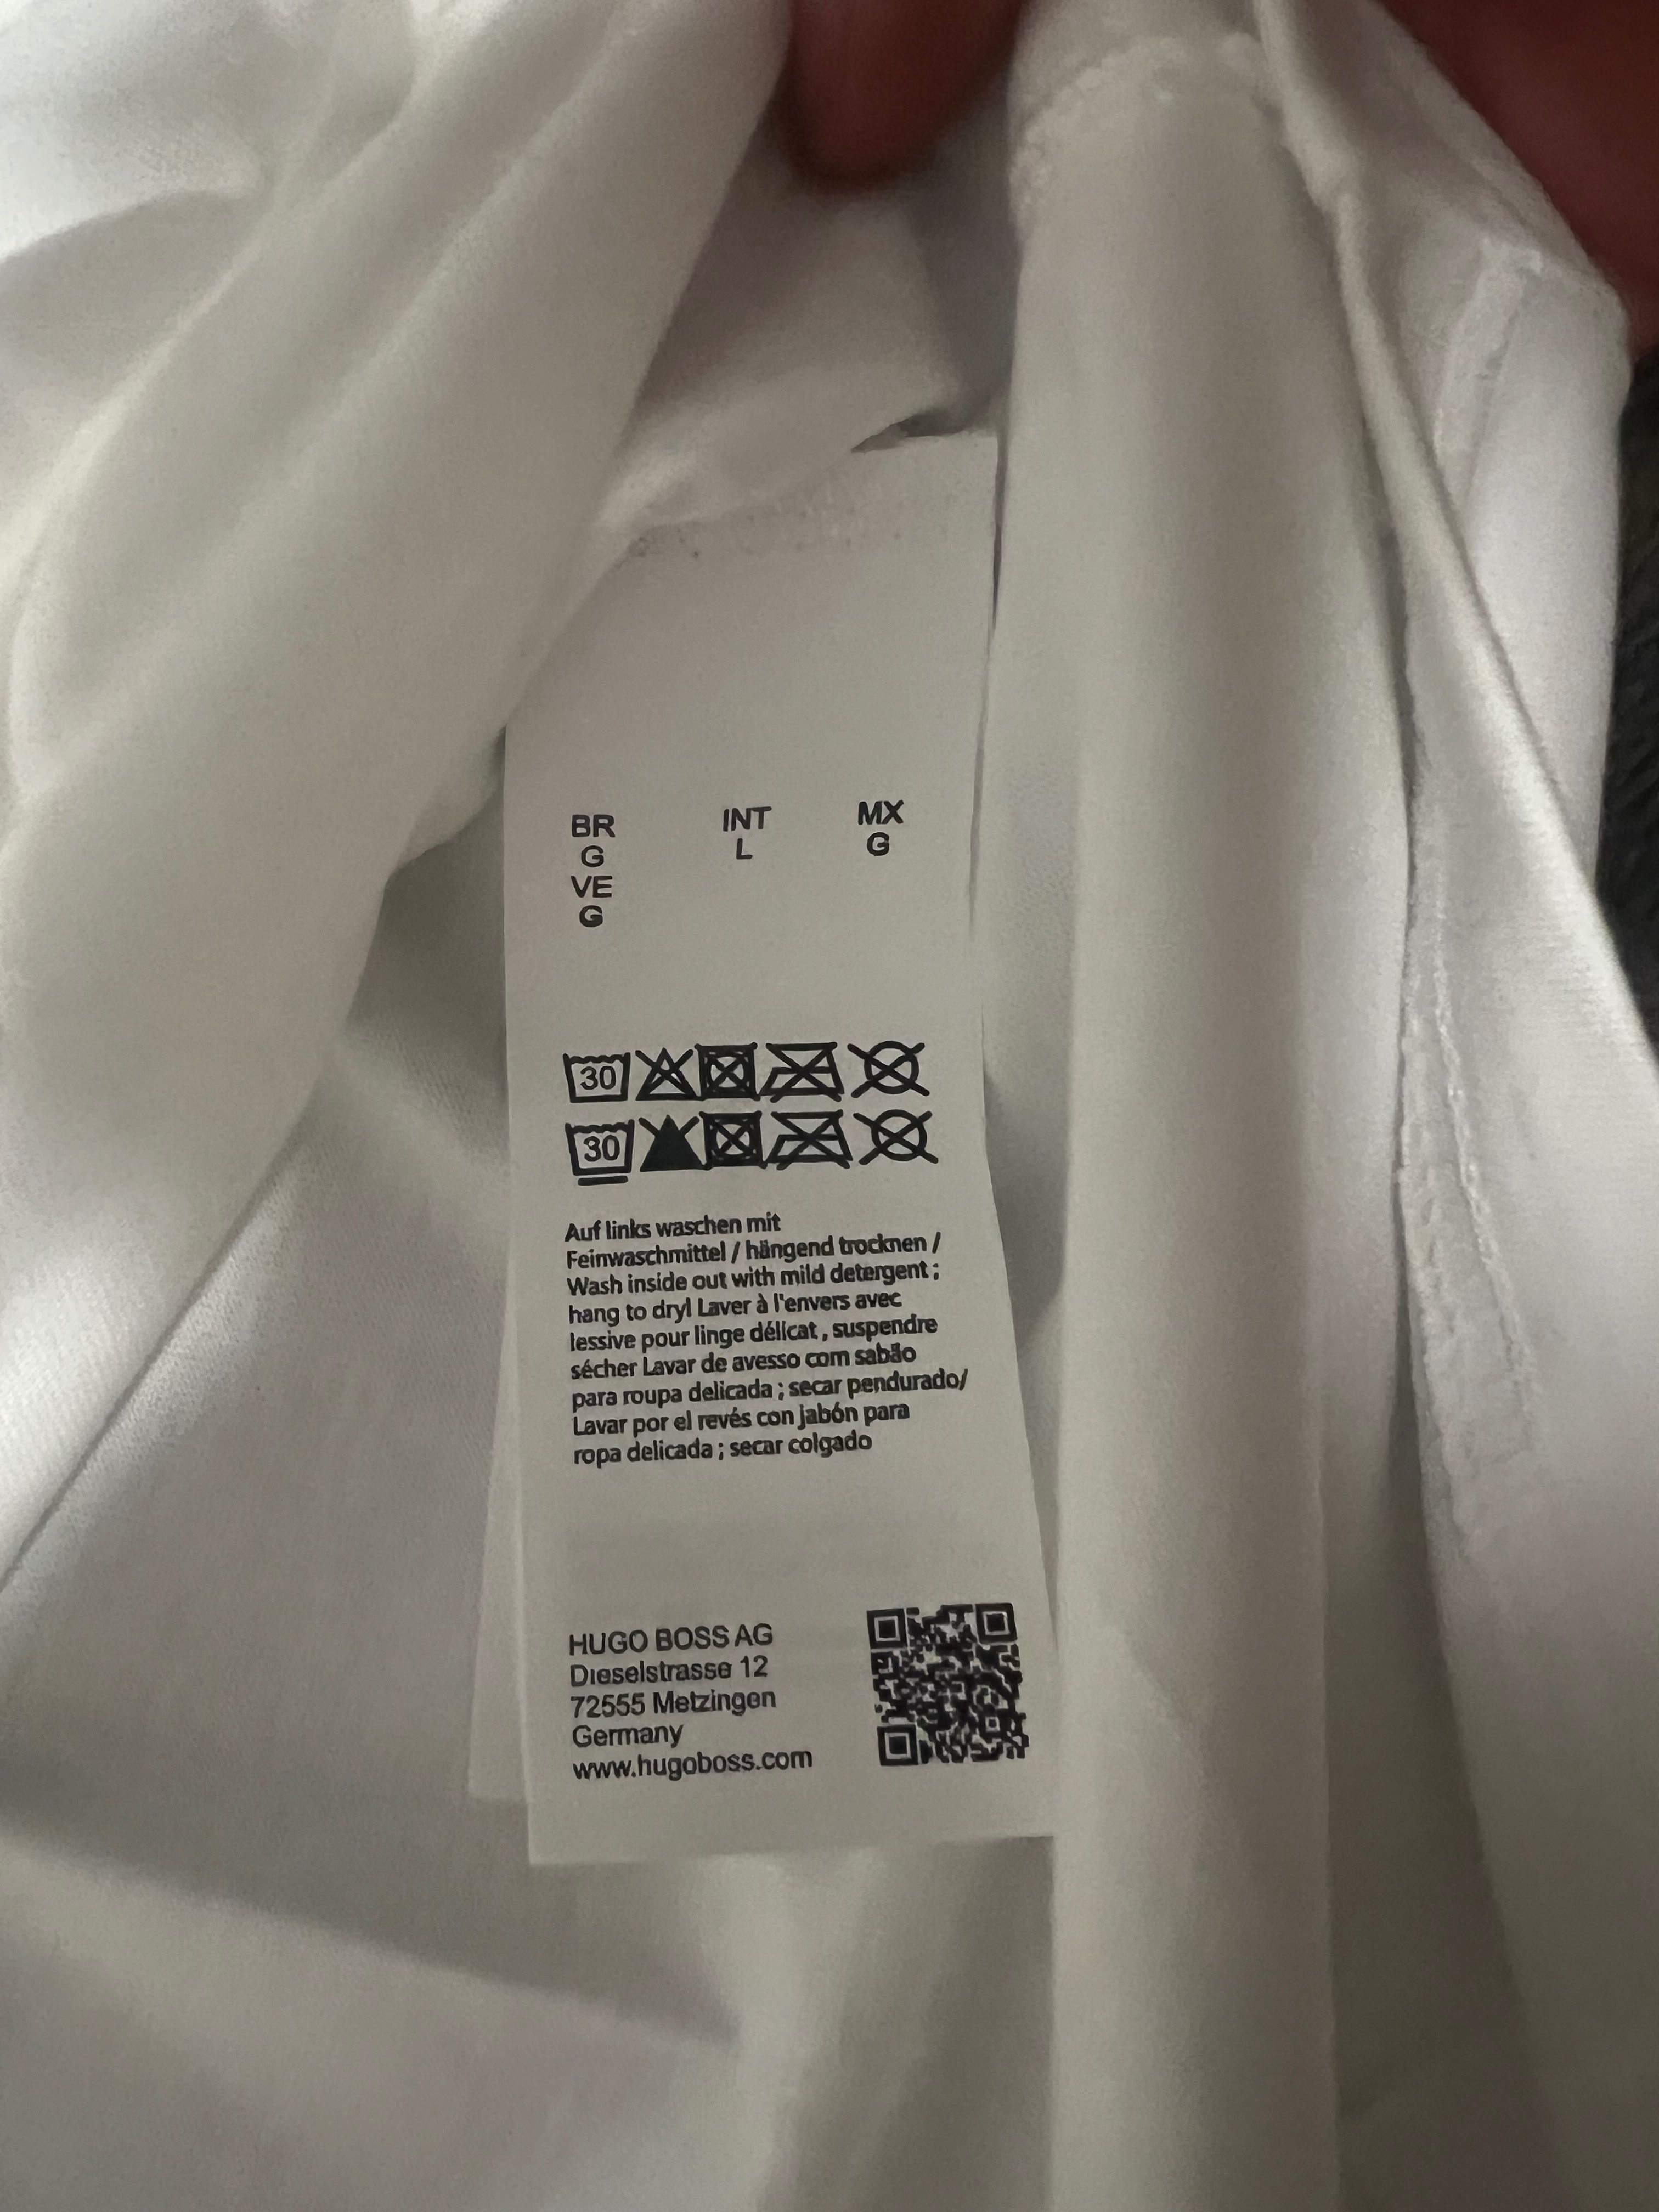 BR INT MX
G L G
VE
G
30
30
Auf links waschen mit
Feinwaschmittel / hängend trocknen /
Wash inside out with mild detergent ;
hang to dryl Laver à l'envers avec
lessive pour linge délicat , suspendre
sécher Lavar de avesso com sabão
para roupa delicada ; secar pendurado/
Lavar por el revés con jabón para
ropa delicada ; secar colgado
HUGO BOSS AG
Dieselstrasse 12
72555 Metzingen
Germany
www.hugoboss.com